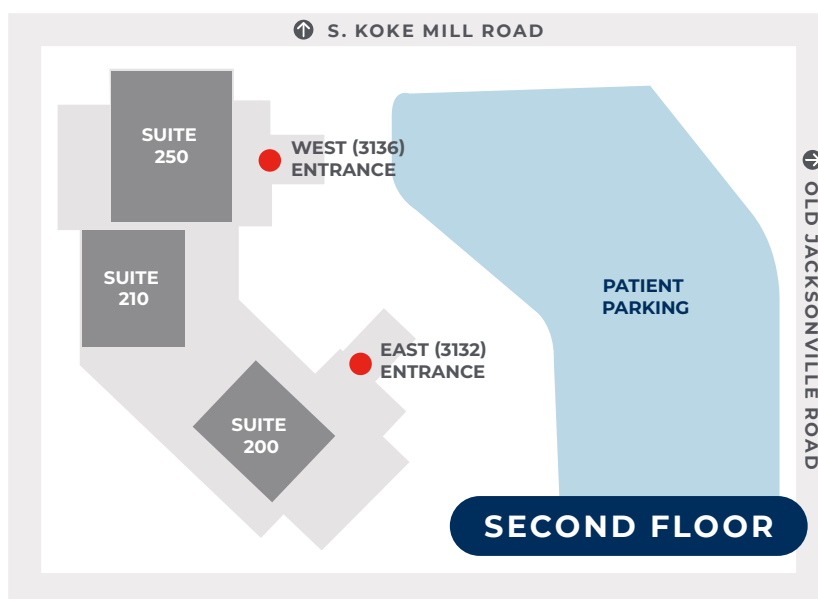 S. KOKE MILL ROAD
SUITE
250
WEST (3136)
ENTRANCE
OLD JACKSONVILLE ROAD
SUITE
210
PATIENT
PARKING
EAST (3132)
ENTRANCE
SUITE
200
SECOND FLOOR